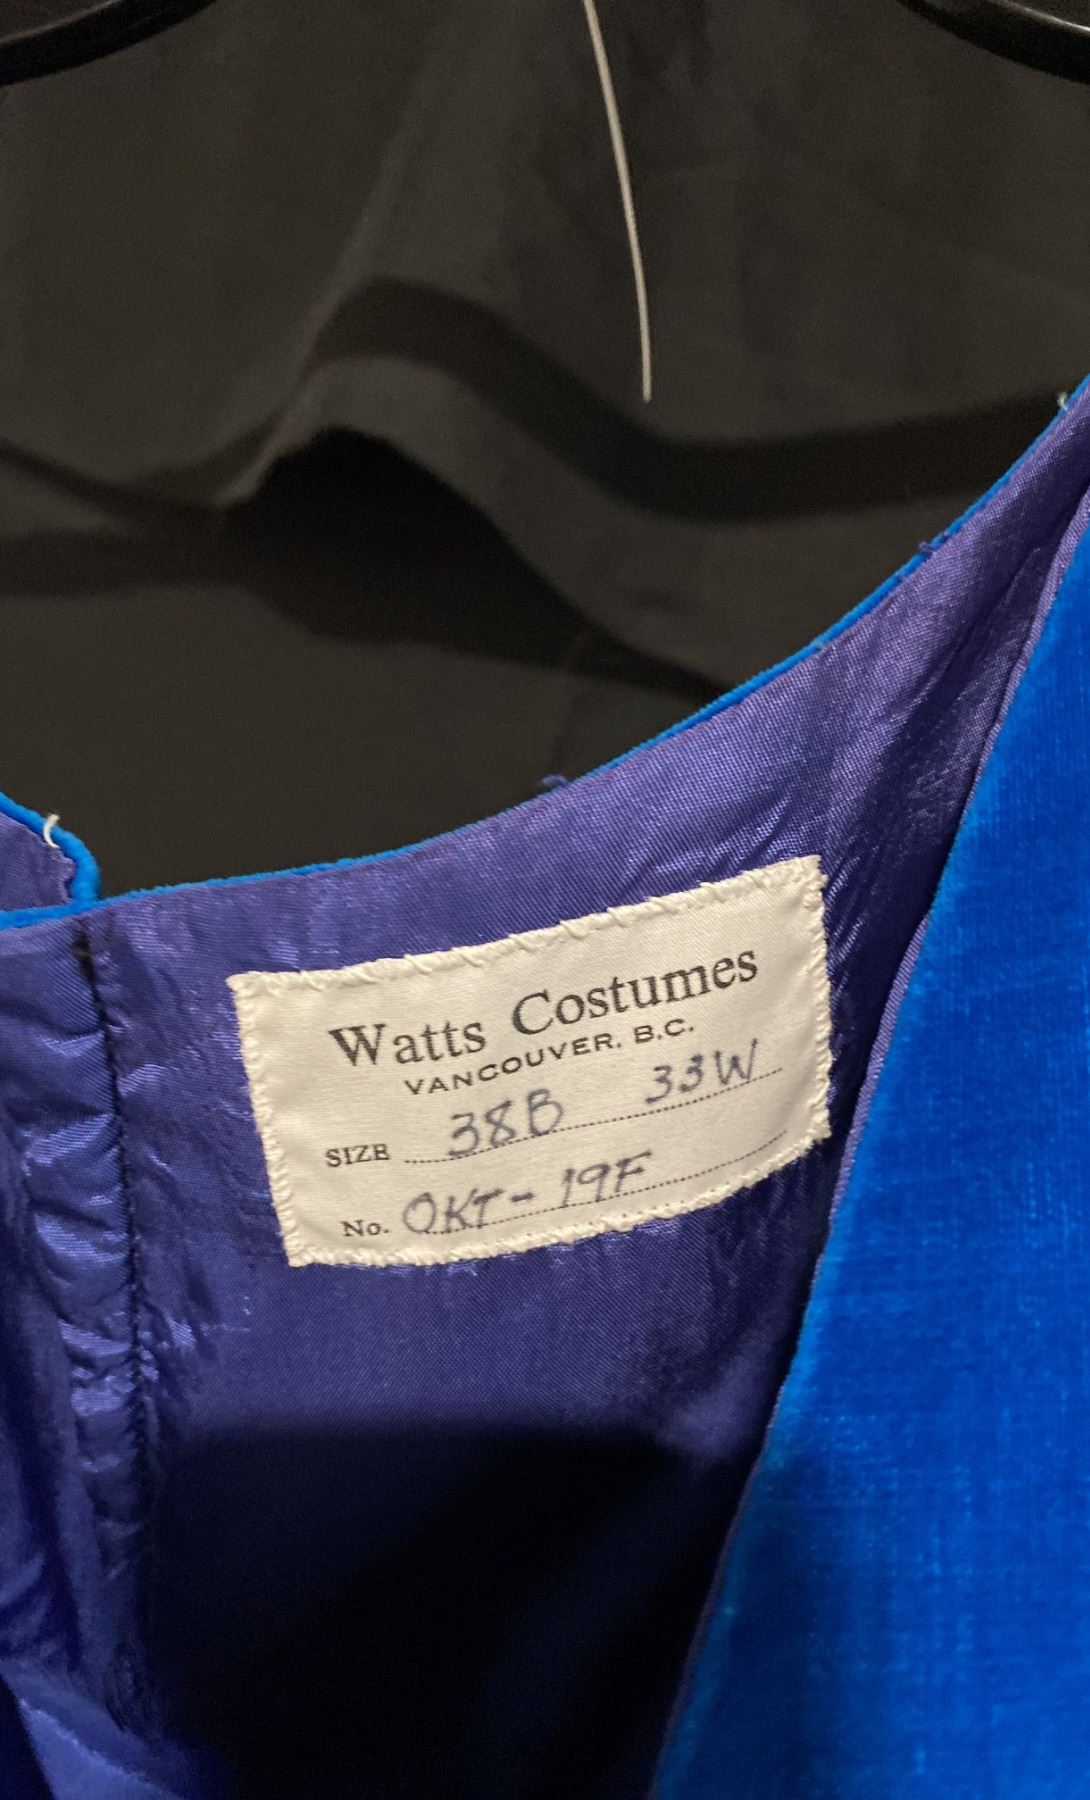 Watts Costumes
VANCOUVER, B.C.
SIZE 38B 33W
No. OKT-19F